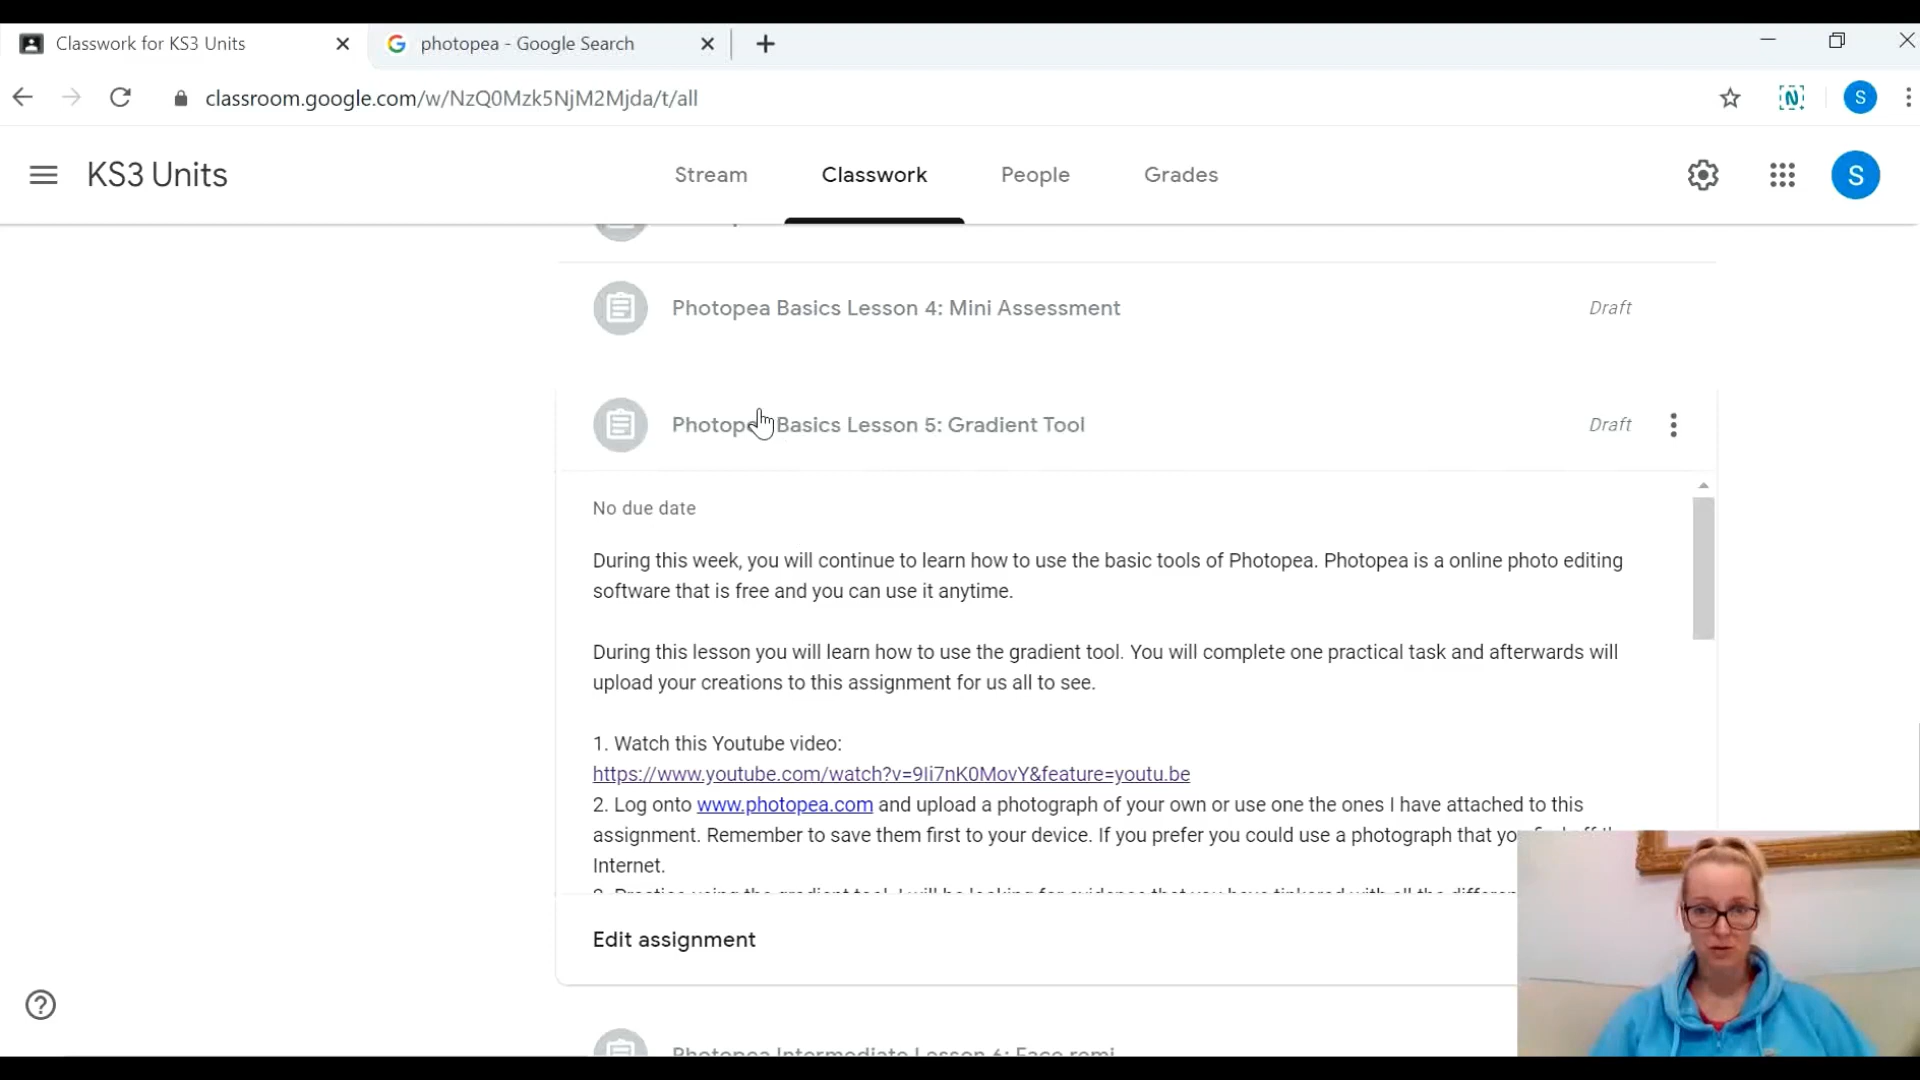 Classwork for KS3 Units
photopea - Google Search
classroom.google.com/w/NzQ0Mzk5NjM2Mjda/t/all
N
S
KS3 Units
Stream
Classwork
People
Grades
S
Photopea Basics Lesson 4: Mini Assessment
Draft
Photopea Basics Lesson 5: Gradient Tool
Draft
No due date
During this week, you will continue to learn how to use the basic tools of Photopea. Photopea is a online photo editing
software that is free and you can use it anytime.
During this lesson you will learn how to use the gradient tool. You will complete one practical task and afterwards will
upload your creations to this assignment for us all to see.
1. Watch this Youtube video:
https://www.youtube.com/watch?v=9Ii7nK0MovY&feature=youtu.be
2. Log onto www.photopea.com and upload a photograph of your own or use one the ones I have attached to this
assignment. Remember to save them first to your device. If you prefer you could use a photograph that you
Internet.
Edit assignment
Photopea Intermediate Lesson 6: Face